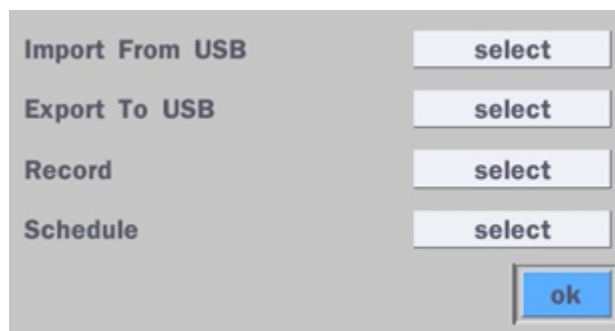 Import From USB select
Export To USB select
Record select
Schedule select
ok